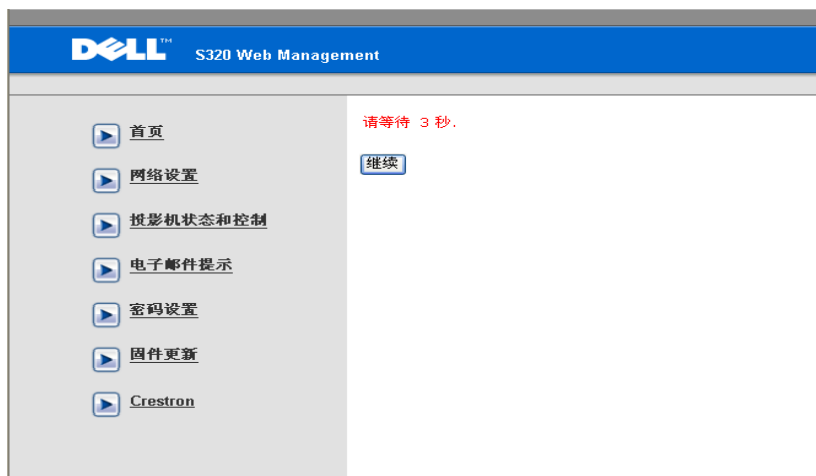 DELL™ S320 Web Management
首页
网络设置
投影机状态和控制
电子邮件提示
密码设置
固件更新
Crestron
请等待 3 秒.
继续